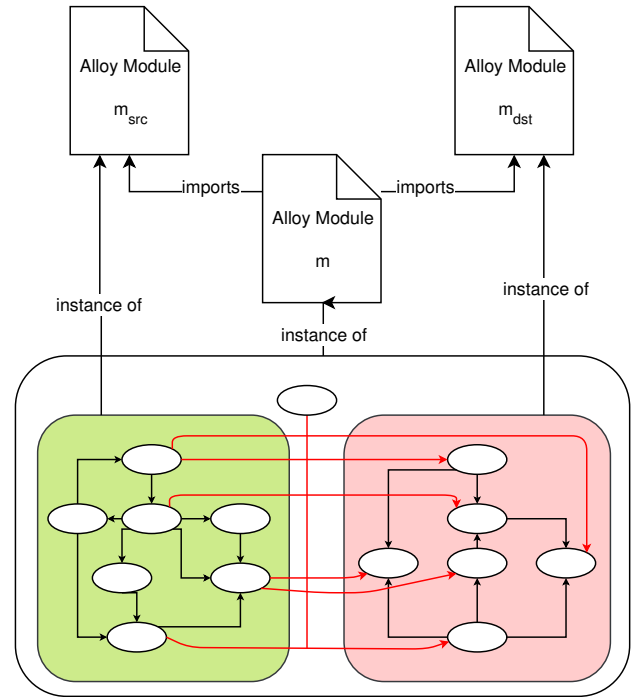 Alloy Module
m_src
Alloy Module
m_dst
imports
imports
Alloy Module
m
instance of
instance of
instance of